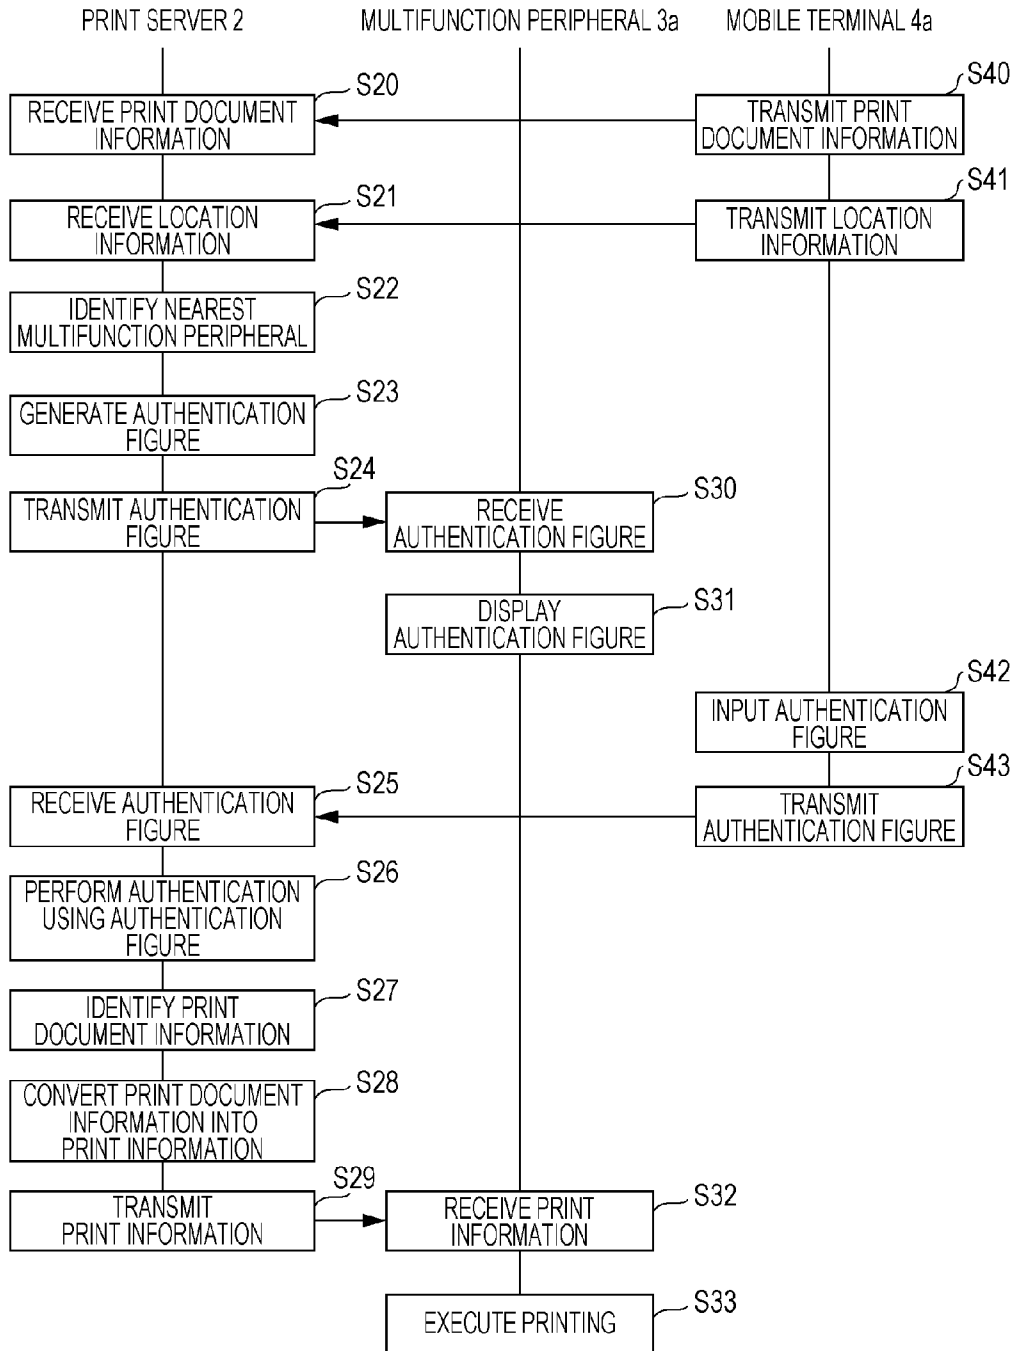 PRINT SERVER 2
MULTIFUNCTION PERIPHERAL 3a
MOBILE TERMINAL 4a
S20
RECEIVE PRINT DOCUMENT
INFORMATION
S40
TRANSMIT PRINT
DOCUMENT INFORMATION
S21
RECEIVE LOCATION
INFORMATION
S41
TRANSMIT LOCATION
INFORMATION
S22
IDENTIFY NEAREST
MULTIFUNCTION PERIPHERAL
S23
GENERATE AUTHENTICATION
FIGURE
S24
TRANSMIT AUTHENTICATION
FIGURE
S30
RECEIVE
AUTHENTICATION FIGURE
S31
DISPLAY
AUTHENTICATION FIGURE
S42
INPUT AUTHENTICATION
FIGURE
S43
TRANSMIT
AUTHENTICATION FIGURE
S25
RECEIVE AUTHENTICATION
FIGURE
S26
PERFORM AUTHENTICATION
USING AUTHENTICATION
FIGURE
S27
IDENTIFY PRINT
DOCUMENT INFORMATION
S28
CONVERT PRINT DOCUMENT
INFORMATION INTO
PRINT INFORMATION
S29
TRANSMIT
PRINT INFORMATION
S32
RECEIVE PRINT
INFORMATION
S33
EXECUTE PRINTING